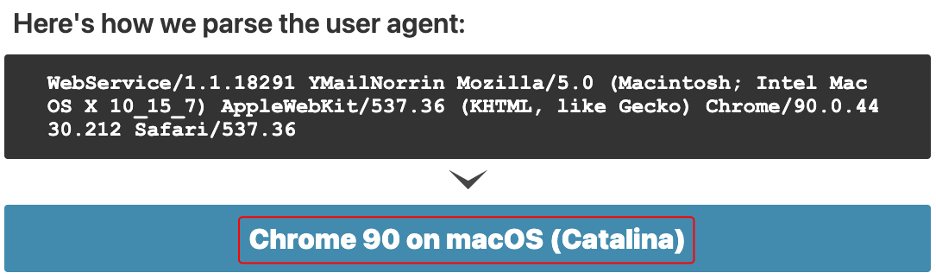 Here's how we parse the user agent:
WebService/1.1.18291 YMailNorrin Mozilla/5.0 (Macintosh; Intel Mac
OS X 10_15_7) AppleWebKit/537.36 (KHTML, like Gecko) Chrome/90.0.44
30.212 Safari/537.36
Chrome 90 on macOS (Catalina)